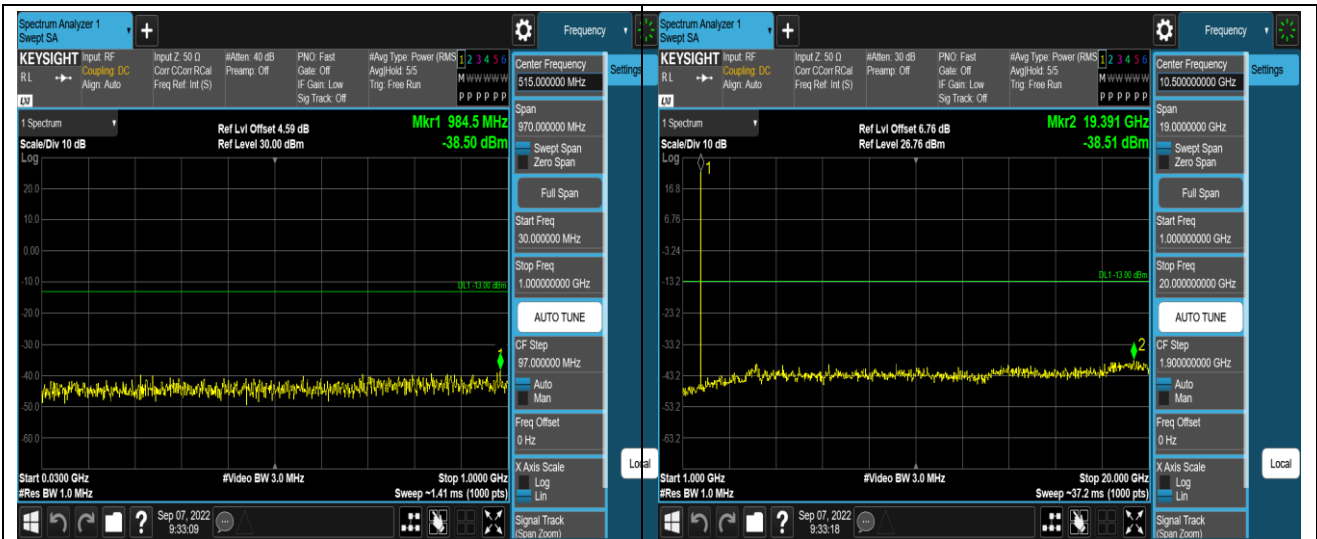 Spectrum Analyzer 1
Swept SA
+
Frequency
KEYSIGHT
Input: RF
Coupling: DC
Align: Auto
Input Z: 50 Ω
Corr CCorr RCal
Freq Ref: Int (S)
#Atten: 40 dB
Preamp: Off
PNO: Fast
Gate: Off
IF Gain: Low
Sig Track: Off
#Avg Type: Power (RMS
Avg|Hold: 5/5
Trig: Free Run
1 2 3 4 5 6
M W W W W W
P P P P P P
RL
LXI
1 Spectrum
Scale/Div 10 dB
Log
Ref Lvl Offset 4.59 dB
Ref Level 30.00 dBm
Mkr1 984.5 MHz
-38.50 dBm
20.0
10.0
0.00
-10.0
-20.0
-30.0
-40.0
-50.0
-60.0
DL1 -13.00 dBm
1
Start 0.0300 GHz
#Res BW 1.0 MHz
#Video BW 3.0 MHz
Stop 1.0000 GHz
Sweep ~1.41 ms (1000 pts)
Center Frequency
515.000000 MHz
Span
970.000000 MHz
Swept Span
Zero Span
Full Span
Start Freq
30.000000 MHz
Stop Freq
1.000000000 GHz
AUTO TUNE
CF Step
97.000000 MHz
Auto
Man
Freq Offset
0 Hz
X Axis Scale
Log
Lin
Signal Track
(Span Zoom)
Settings
Local
?
Sep 07, 2022
9:33:09
Spectrum Analyzer 1
Swept SA
+
Frequency
KEYSIGHT
Input: RF
Coupling: DC
Align: Auto
Input Z: 50 Ω
Corr CCorr RCal
Freq Ref: Int (S)
#Atten: 30 dB
Preamp: Off
PNO: Fast
Gate: Off
IF Gain: Low
Sig Track: Off
#Avg Type: Power (RMS
Avg|Hold: 5/5
Trig: Free Run
1 2 3 4 5 6
M W W W W W
P P P P P P
RL
LXI
1 Spectrum
Scale/Div 10 dB
Log
Ref Lvl Offset 6.76 dB
Ref Level 26.76 dBm
Mkr2 19.391 GHz
-38.51 dBm
1
16.8
6.76
-3.24
-13.2
-23.2
-33.2
-43.2
-53.2
-63.2
DL1 -13.00 dBm
2
Start 1.000 GHz
#Res BW 1.0 MHz
#Video BW 3.0 MHz
Stop 20.000 GHz
Sweep ~37.2 ms (1000 pts)
Center Frequency
10.500000000 GHz
Span
19.0000000 GHz
Swept Span
Zero Span
Full Span
Start Freq
1.000000000 GHz
Stop Freq
20.000000000 GHz
AUTO TUNE
CF Step
1.900000000 GHz
Auto
Man
Freq Offset
0 Hz
X Axis Scale
Log
Lin
Signal Track
(Span Zoom)
Settings
Local
?
Sep 07, 2022
9:33:18